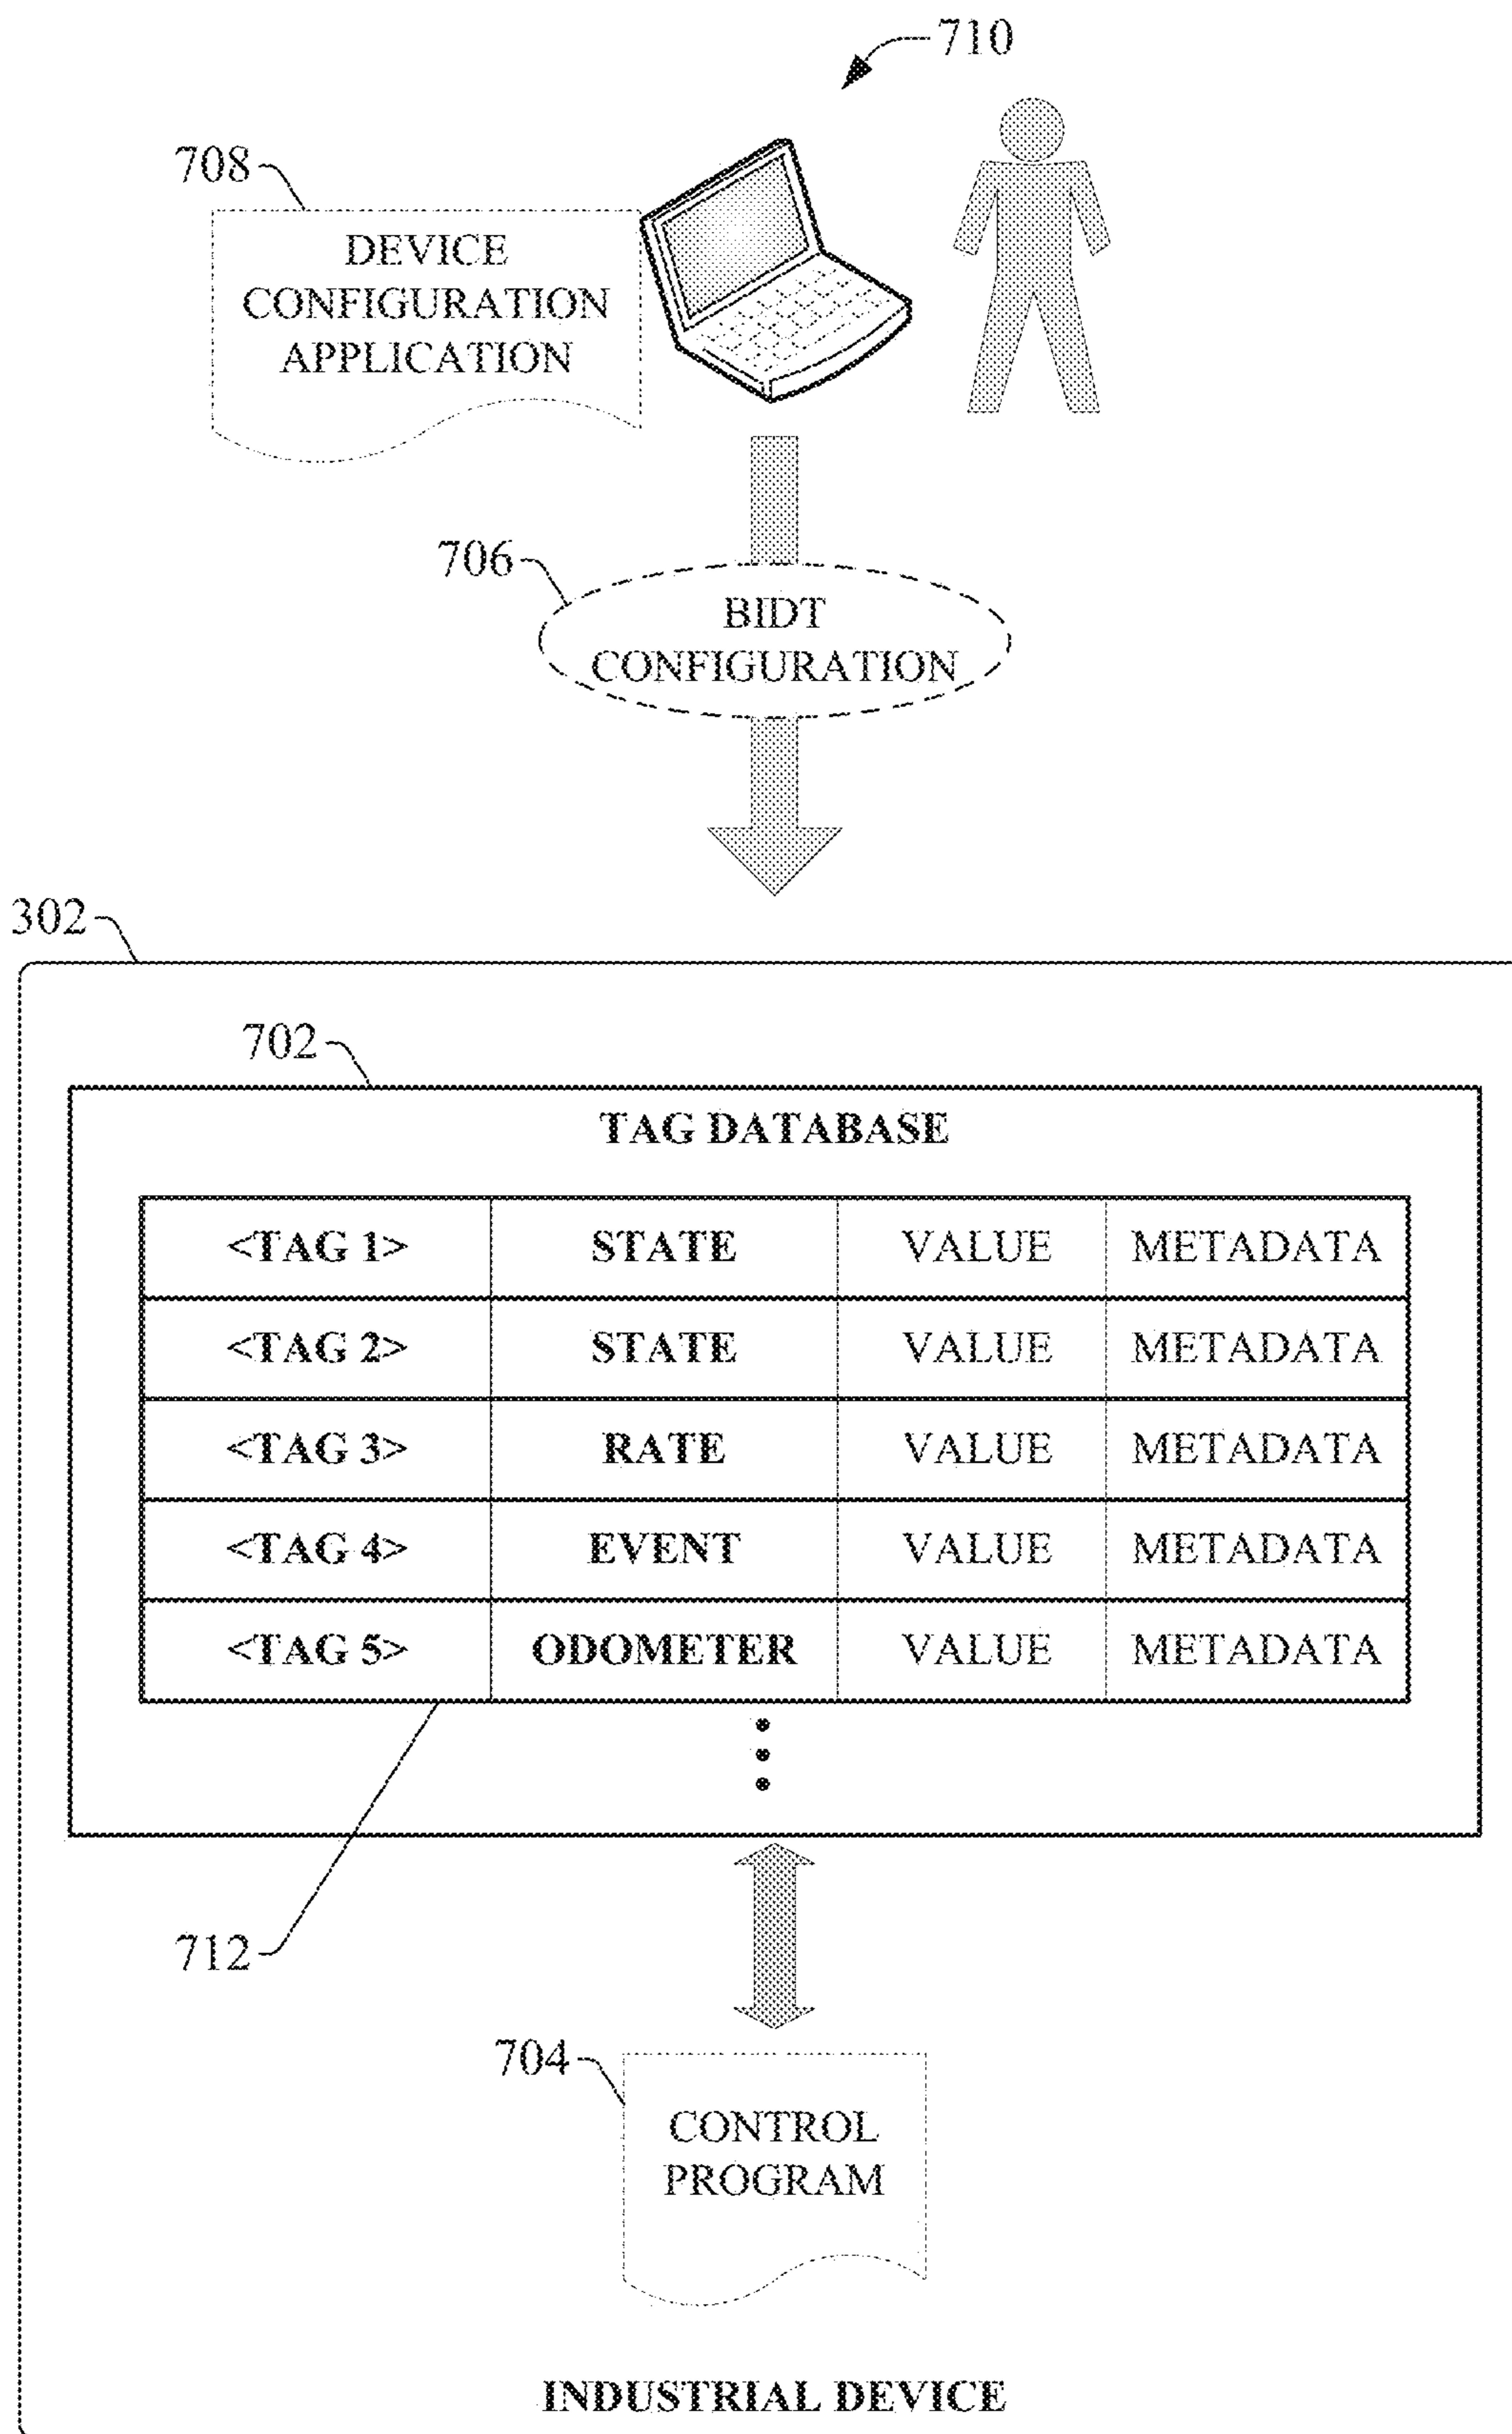 710
708
DEVICE
CONFIGURATION
APPLICATION
706
BIDT
CONFIGURATION
302
702
TAG DATABASE
<TAG 1> STATE VALUE METADATA
<TAG 2> STATE VALUE METADATA
<TAG 3> RATE VALUE METADATA
<TAG 4> EVENT VALUE METADATA
<TAG 5> ODOMETER VALUE METADATA
712
704
CONTROL
PROGRAM
INDUSTRIAL DEVICE